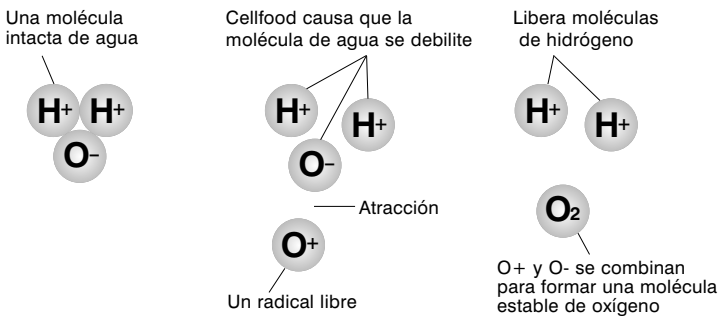 Una molécula
intacta de agua
H+ H+
O–
Cellfood causa que la
molécula de agua se debilite
H+
H+
O–
Atracción
O+
Un radical libre
Libera moléculas
de hidrógeno
H+
H+
O2
O+ y O- se combinan
para formar una molécula
estable de oxígeno